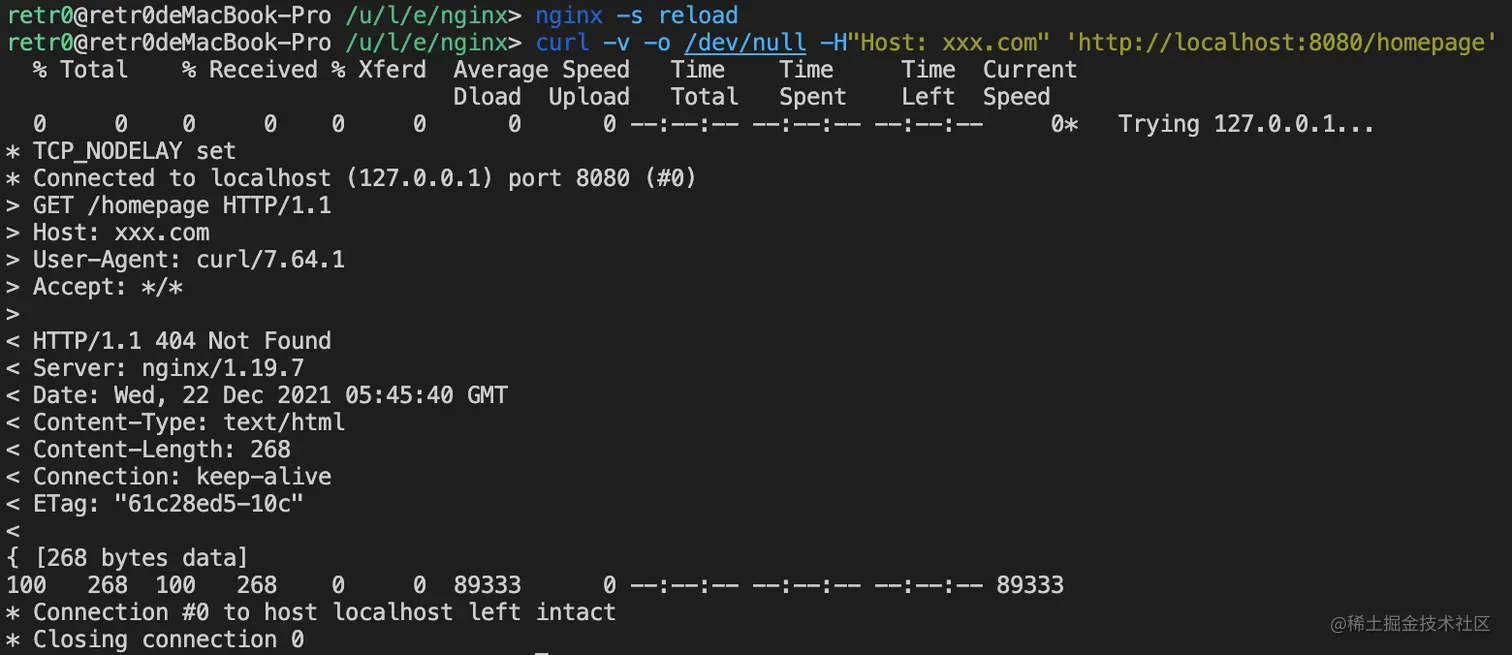 retr0@retr0deMacBook-Pro /u/l/e/nginx> nginx -s reload
retr0@retr0deMacBook-Pro /u/l/e/nginx> curl -v -o /dev/null -H"Host: xxx.com" 'http://localhost:8080/homepage'
  % Total    % Received % Xferd  Average Speed   Time    Time     Time  Current
                                 Dload  Upload   Total   Spent    Left  Speed
  0     0    0     0    0     0      0      0 --:--:-- --:--:-- --:--:--     0*   Trying 127.0.0.1...
* TCP_NODELAY set
* Connected to localhost (127.0.0.1) port 8080 (#0)
> GET /homepage HTTP/1.1
> Host: xxx.com
> User-Agent: curl/7.64.1
> Accept: */*
>
< HTTP/1.1 404 Not Found
< Server: nginx/1.19.7
< Date: Wed, 22 Dec 2021 05:45:40 GMT
< Content-Type: text/html
< Content-Length: 268
< Connection: keep-alive
< ETag: "61c28ed5-10c"
<
{ [268 bytes data]
100   268  100   268    0     0  89333      0 --:--:-- --:--:-- --:--:-- 89333
* Connection #0 to host localhost left intact
* Closing connection 0
@稀土掘金技术社区